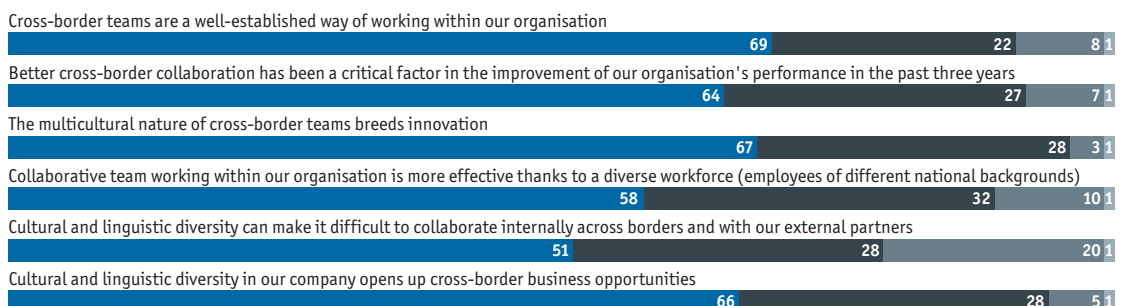 Cross-border teams are a well-established way of working within our organisation
69 22 8 1
Better cross-border collaboration has been a critical factor in the improvement of our organisation's performance in the past three years
64 27 7 1
The multicultural nature of cross-border teams breeds innovation
67 28 3 1
Collaborative team working within our organisation is more effective thanks to a diverse workforce (employees of different national backgrounds)
58 32 10 1
Cultural and linguistic diversity can make it difficult to collaborate internally across borders and with our external partners
51 28 20 1
Cultural and linguistic diversity in our company opens up cross-border business opportunities
66 28 5 1